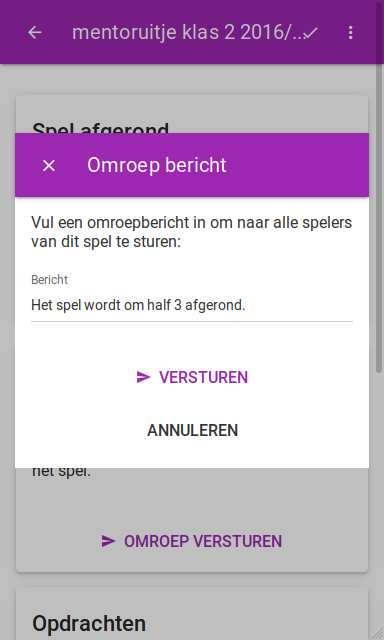 mentoruitje klas 2 2016/...
Spel afgerond
Omroep bericht
Vul een omroepbericht in om naar alle spelers
van dit spel te sturen:
Bericht
Het spel wordt om half 3 afgerond.
VERSTUREN
ANNULEREN
het spel.
OMROEP VERSTUREN
Opdrachten